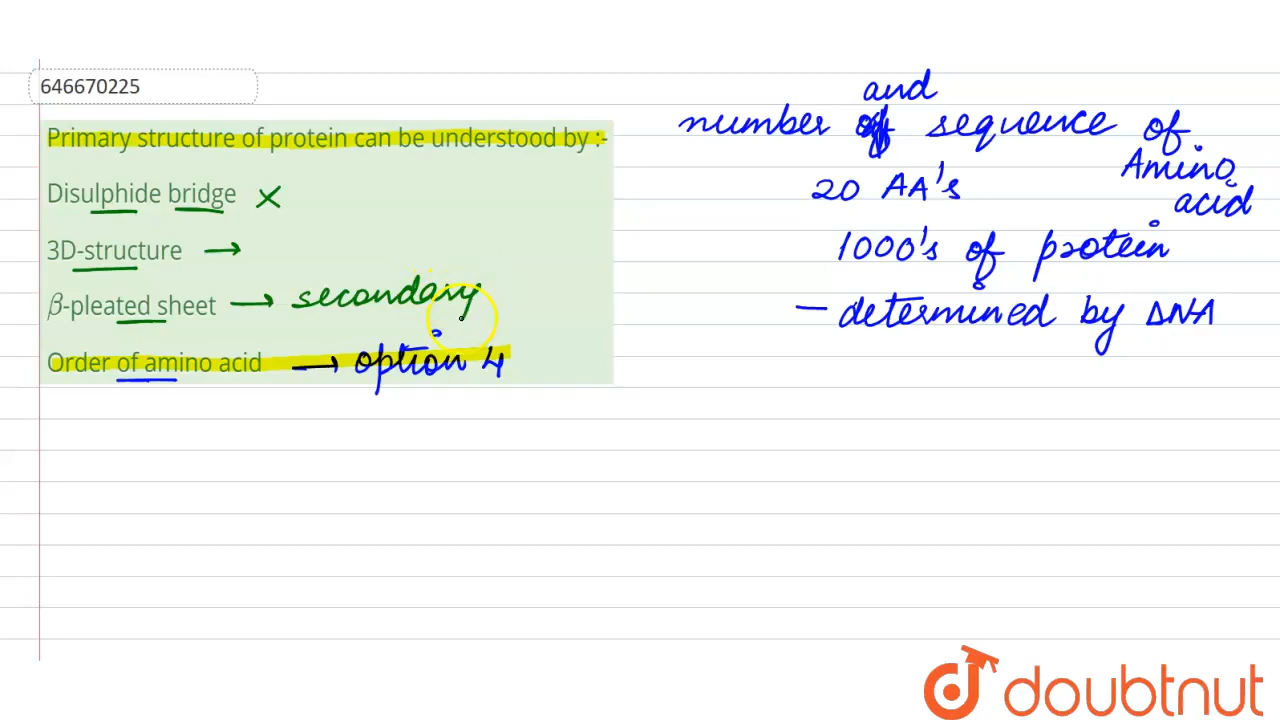 646670225
Primary structure of protein can be understood by :-
Disulphide bridge ×
3D-structure →
β-pleated sheet → secondary
Order of amino acid → option 4
and
number of sequence of
Amino
acid
20 AA's
1000's of protein
- determined by DNA
doubtnut